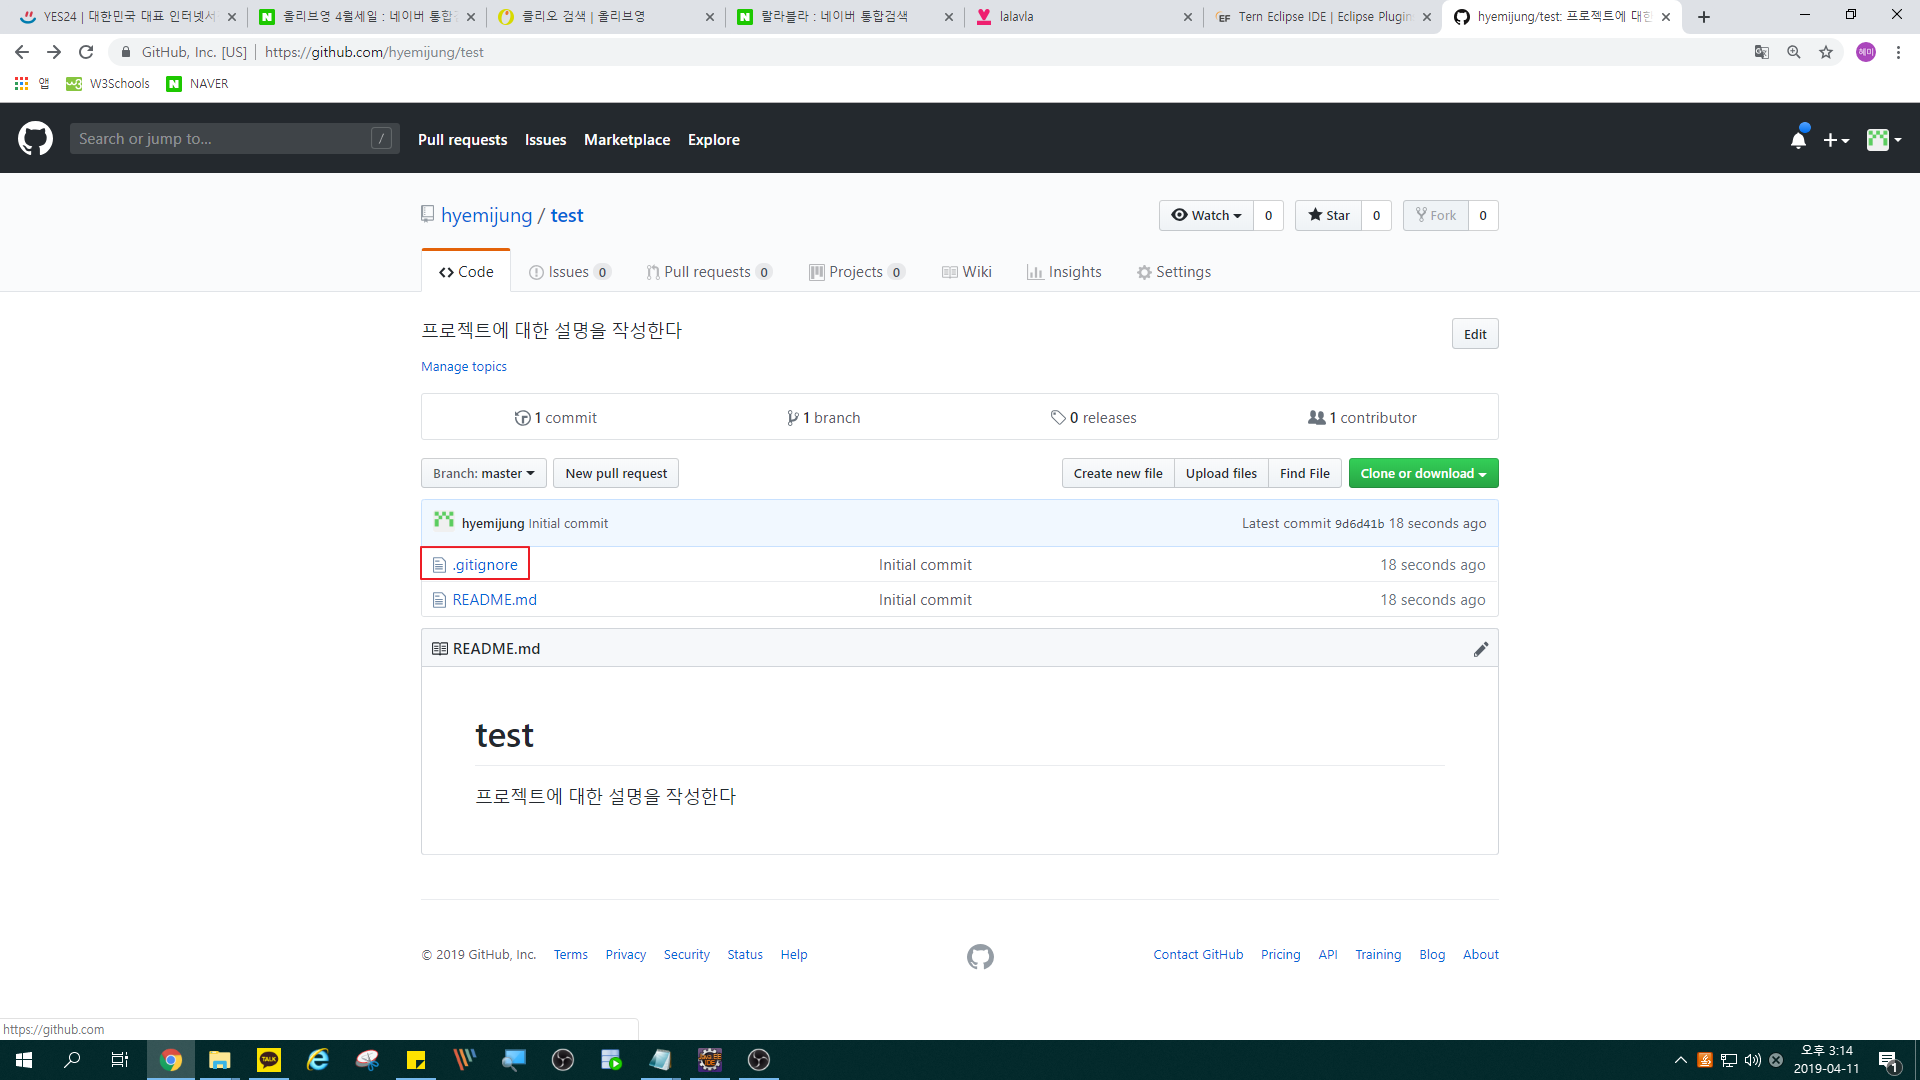 YES24 | 대한민국 대표 인터넷서
올리브영 4월세일 : 네이버 통합
클리오 검색 | 올리브영
랄라블라 : 네이버 통합검색
lalavla
Tern Eclipse IDE | Eclipse Plugin
hyemijung/test: 프로젝트에 대한
GitHub, Inc. [US]
https://github.com/hyemijung/test
혜미
앱
W3Schools
NAVER
Search or jump to...
/
Pull requests
Issues
Marketplace
Explore
hyemijung / test
Watch 0
Star 0
Fork 0
Code
Issues 0
Pull requests 0
Projects 0
Wiki
Insights
Settings
프로젝트에 대한 설명을 작성한다
Edit
Manage topics
1 commit
1 branch
0 releases
1 contributor
Branch: master
New pull request
Create new file
Upload files
Find File
Clone or download
hyemijung Initial commit
Latest commit 9d6d41b 18 seconds ago
.gitignore
Initial commit
18 seconds ago
README.md
Initial commit
18 seconds ago
README.md
test
프로젝트에 대한 설명을 작성한다
© 2019 GitHub, Inc.
Terms
Privacy
Security
Status
Help
Contact GitHub
Pricing
API
Training
Blog
About
https://github.com
TALK
오후 3:14
2019-04-11
1